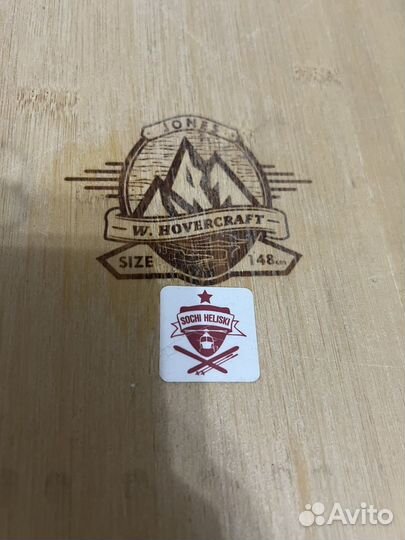 JONES
W. HOVERCRAFT
SIZE 148cm
SOCHI HELISKI
Avito